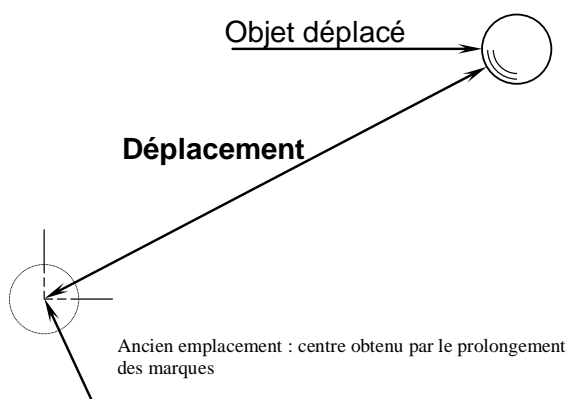 Objet déplacé
Déplacement
Ancien emplacement : centre obtenu par le prolongement
des marques